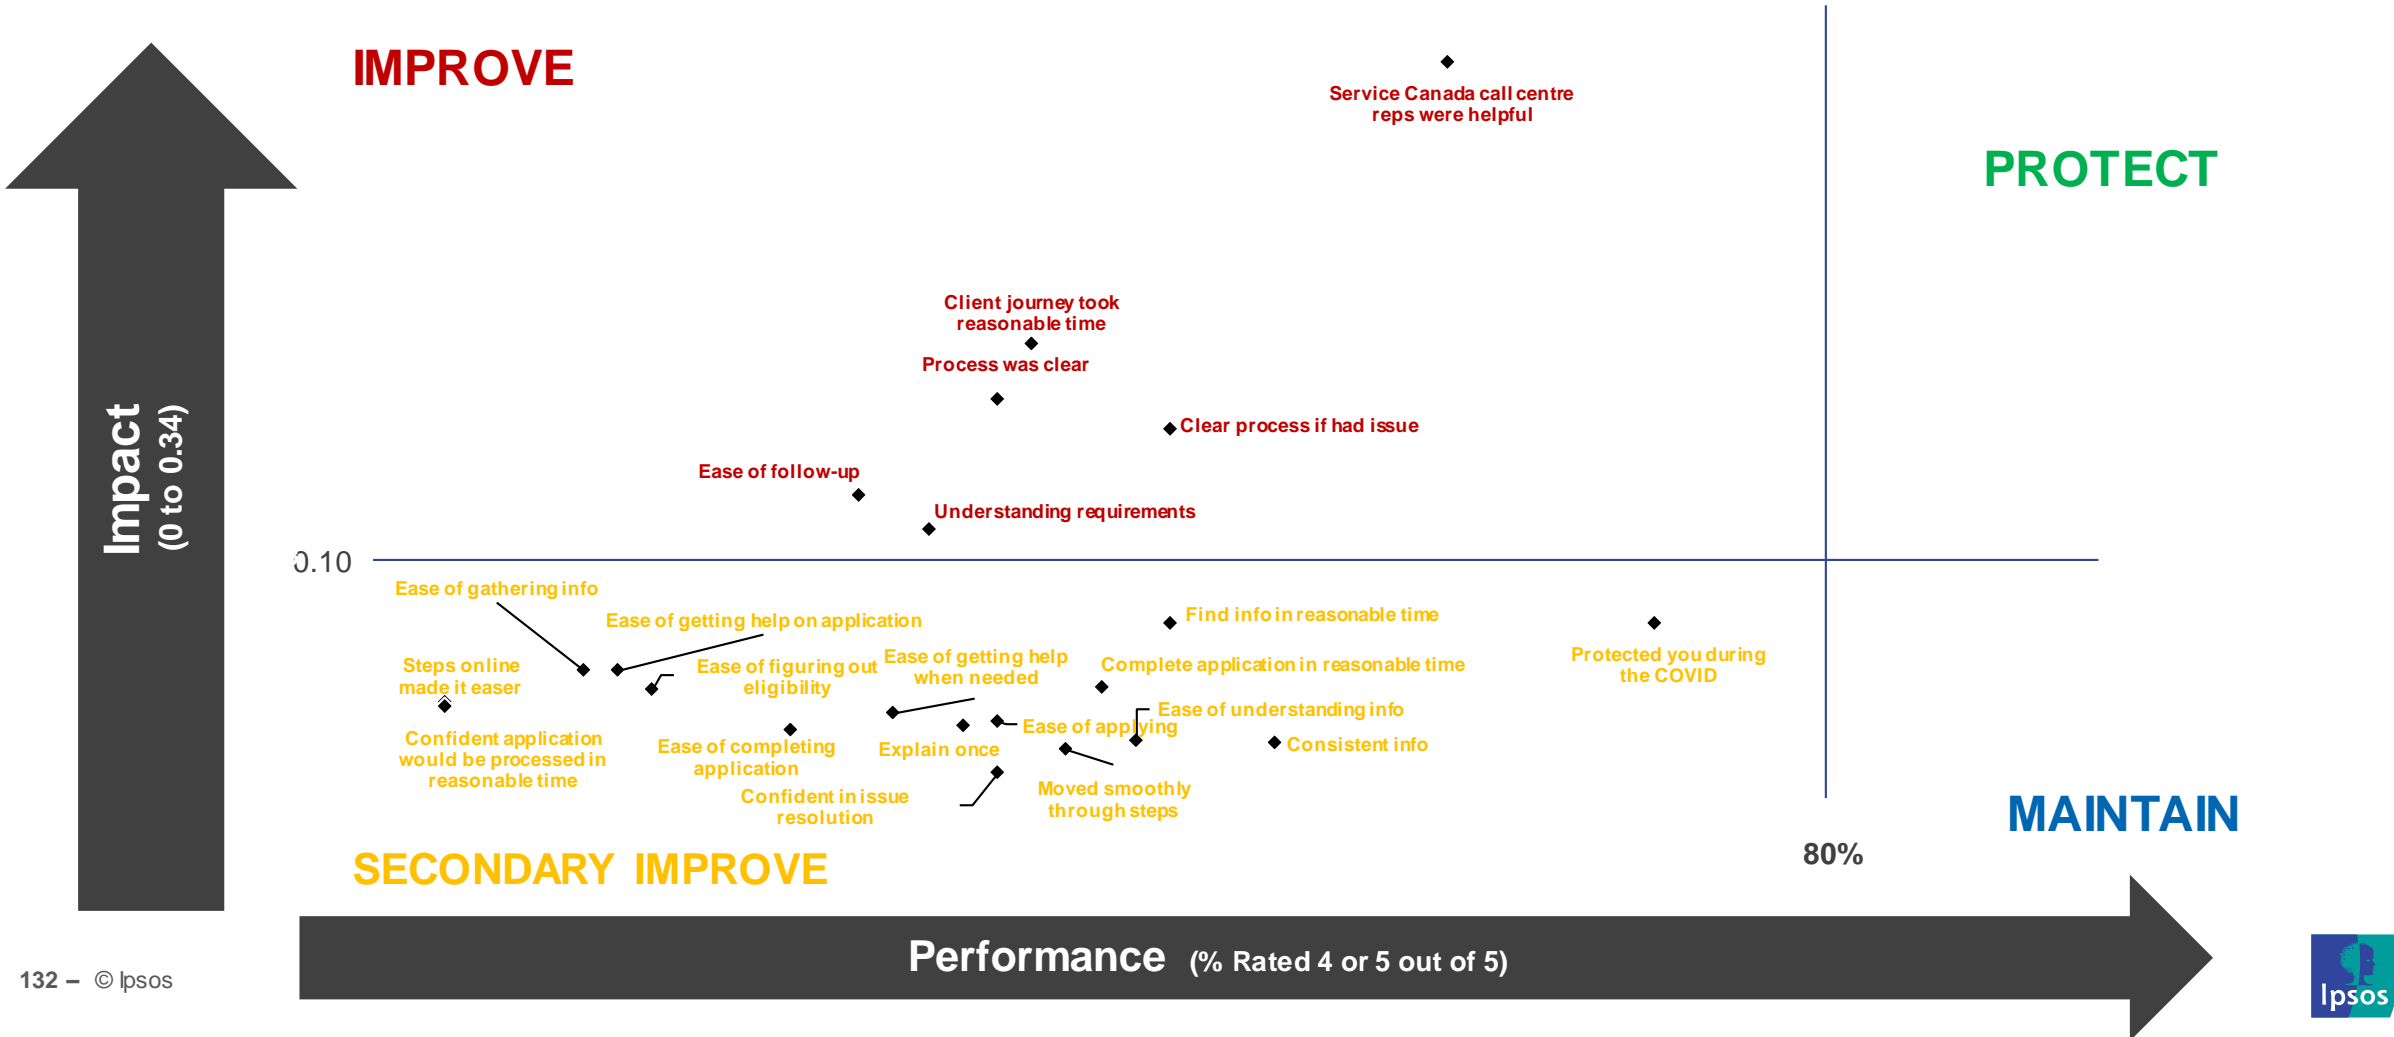 IMPROVE
Service Canada call centre
reps were helpful
PROTECT
Client journey took
reasonable time
Process was clear
Clear process if had issue
Ease of follow-up
Understanding requirements
Impact
(0 to 0.34)
0.10
Ease of gathering info
Ease of getting help on application
Find info in reasonable time
Steps online
made it easer
Ease of figuring out
eligibility
Ease of getting help
when needed
Complete application in reasonable time
Protected you during
the COVID
Ease of understanding info
Ease of applying
Confident application
would be processed in
reasonable time
Ease of completing
application
Explain once
Consistent info
Confident in issue
resolution
Moved smoothly
through steps
MAINTAIN
SECONDARY IMPROVE
80%
Performance (% Rated 4 or 5 out of 5)
132 – © Ipsos
Ipsos